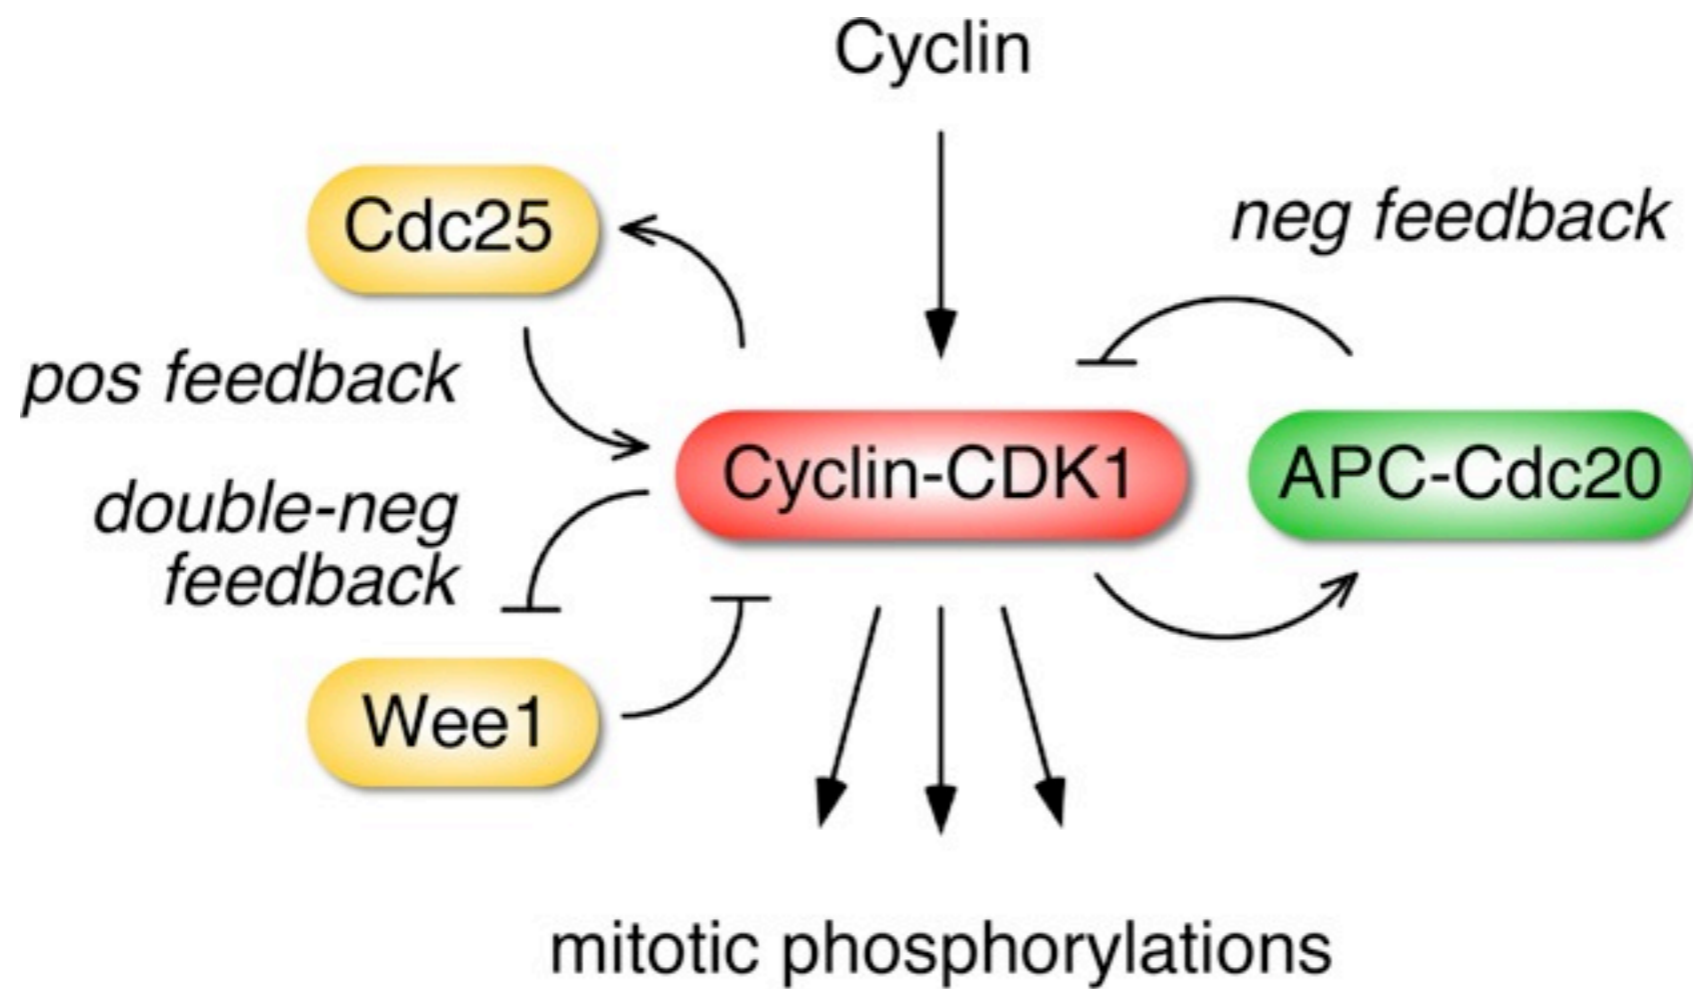 Cyclin
Cdc25
neg feedback
pos feedback
Cyclin-CDK1
APC-Cdc20
double-neg
feedback
Wee1
mitotic phosphorylations